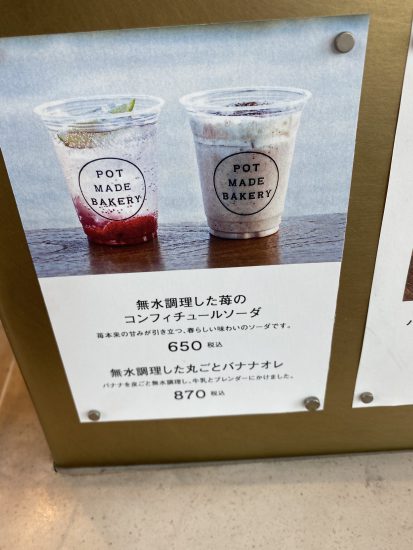 POT
MADE
BAKERY
POT
MADE
BAKERY
無水調理した苺の
コンフィチュールソーダ
苺本来の甘みが引き立つ、春らしい味わいのソーダです。
650 税込
無水調理した丸ごとバナナオレ
バナナを皮ごと無水調理し、牛乳とブレンダーにかけました。
870 税込